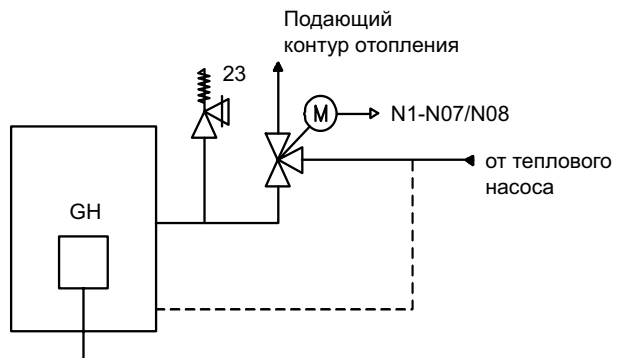 Подающий
контур отопления
23
M
N1-N07/N08
от теплового
насоса
GH